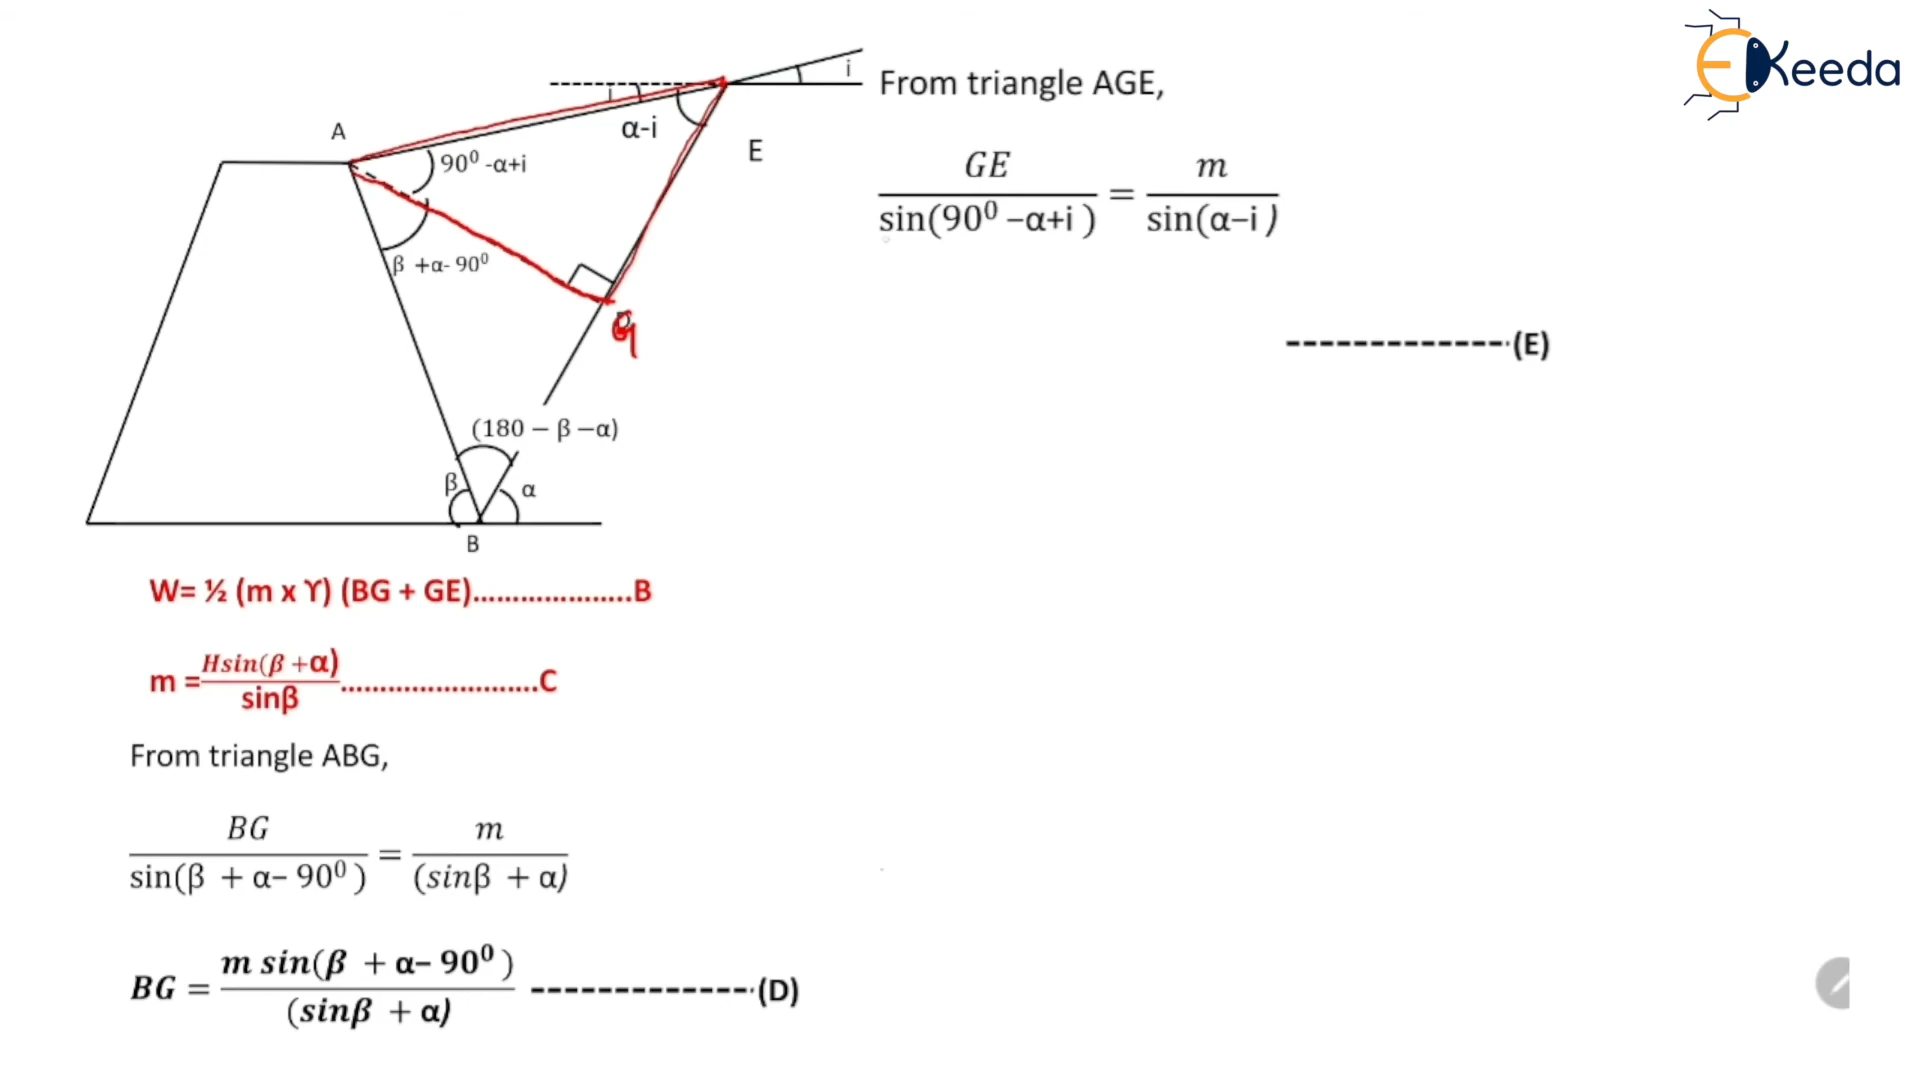 EKeeda
i
From triangle AGE,
i
α-i
A
E
90⁰ -α+i
GE / sin(90⁰ –α+i ) = m / sin(α–i )
β +α- 90⁰
G
--------------(E)
(180 – β –α)
β
α
B
W= ½ (m x ϒ) (BG + GE)....................B
m = Hsin(β +α) / sinβ ........................C
From triangle ABG,
BG / sin(β + α– 90⁰ ) = m / (sinβ + α)
BG = m sin(β + α– 90⁰ ) / (sinβ + α) --------------(D)